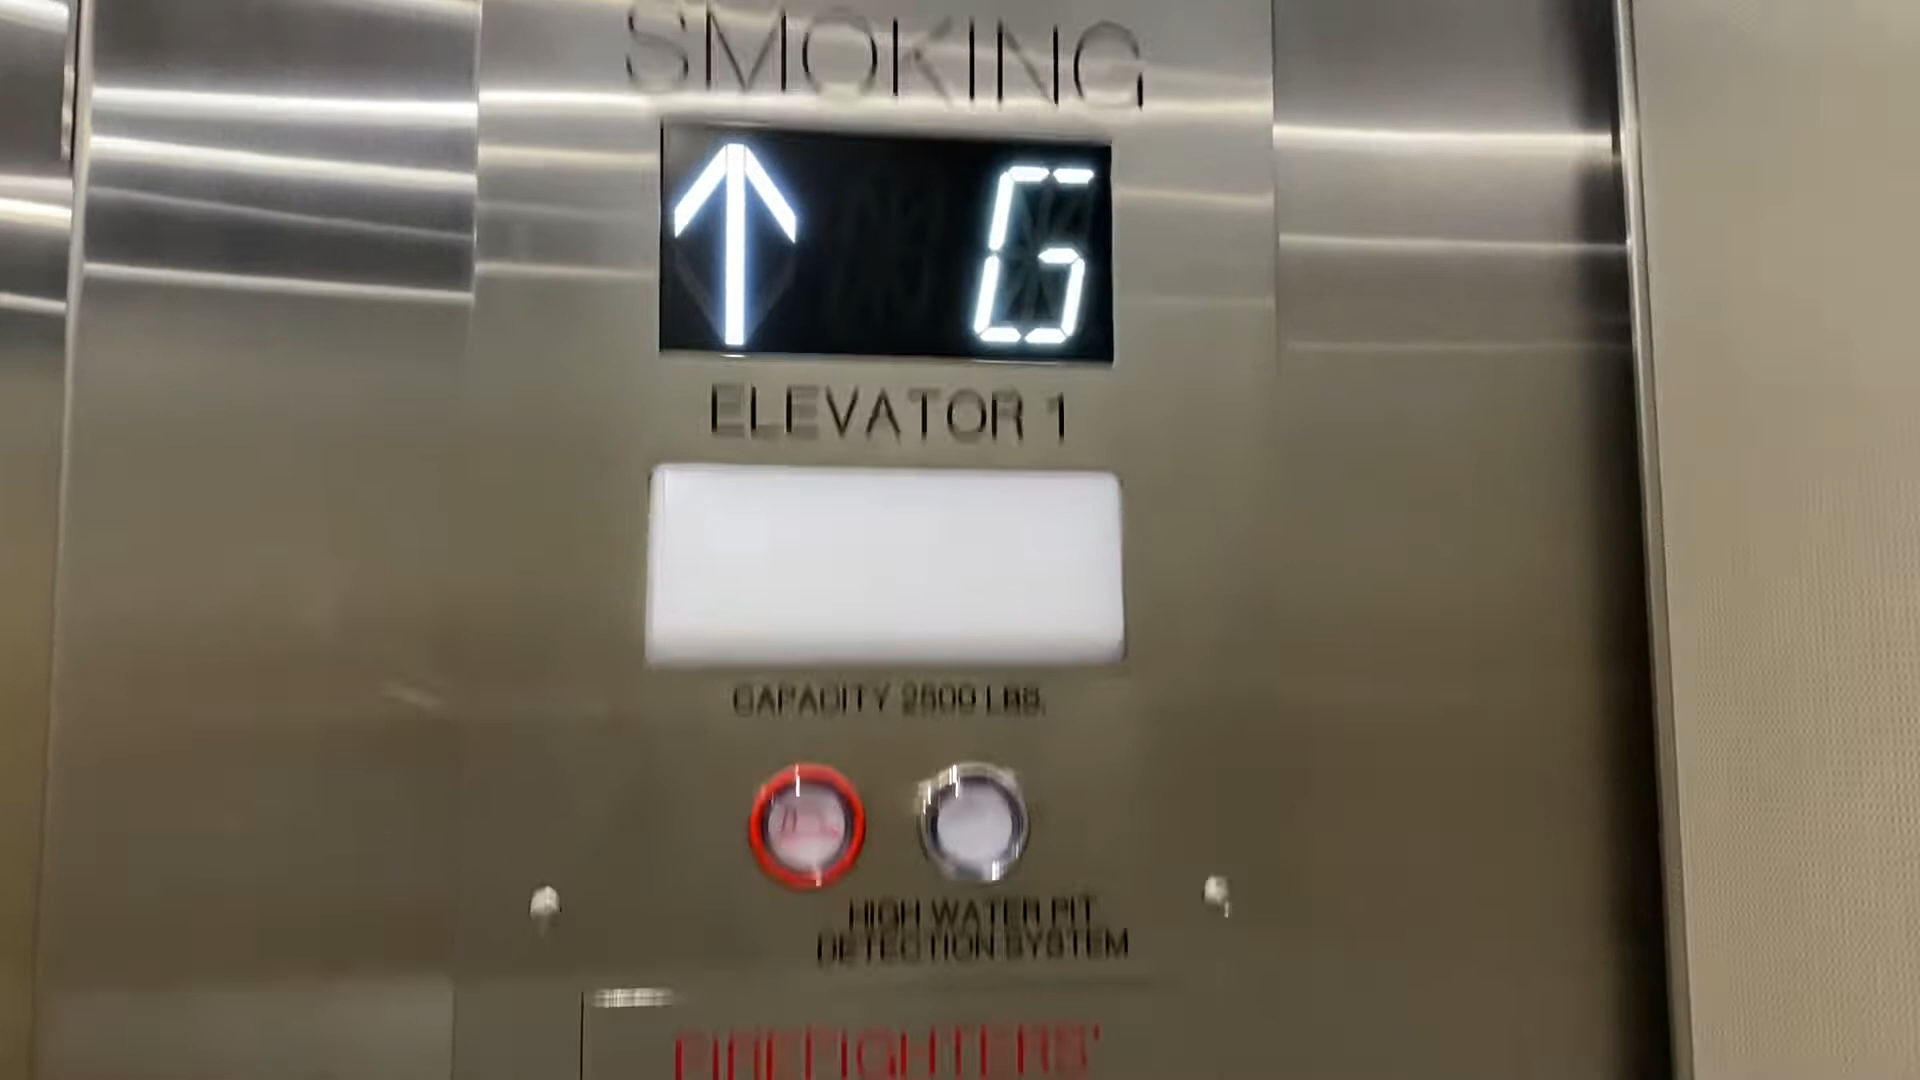 SMOKING
↑ G
ELEVATOR 1
CAPACITY 2500 LBS.
HIGH WATER PIT
DETECTION SYSTEM
FIREFIGHTERS'